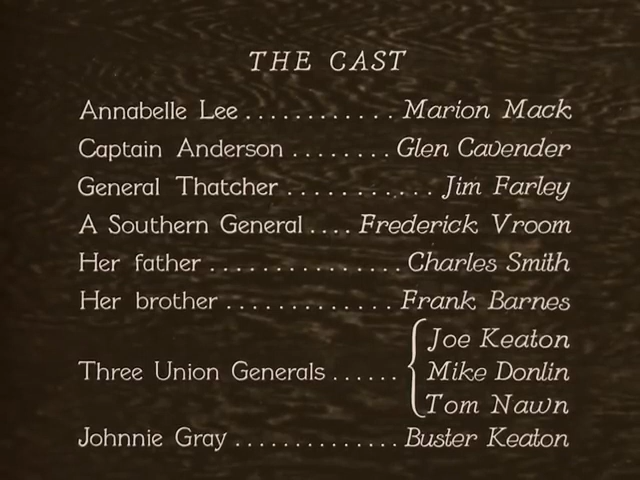 THE CAST
Annabelle Lee ............ Marion Mack
Captain Anderson ........ Glen Cavender
General Thatcher ............ Jim Farley
A Southern General .... Frederick Vroom
Her father ............... Charles Smith
Her brother ............. Frank Barnes
Joe Keaton
Three Union Generals ...... Mike Donlin
Tom Nawn
Johnnie Gray .............. Buster Keaton